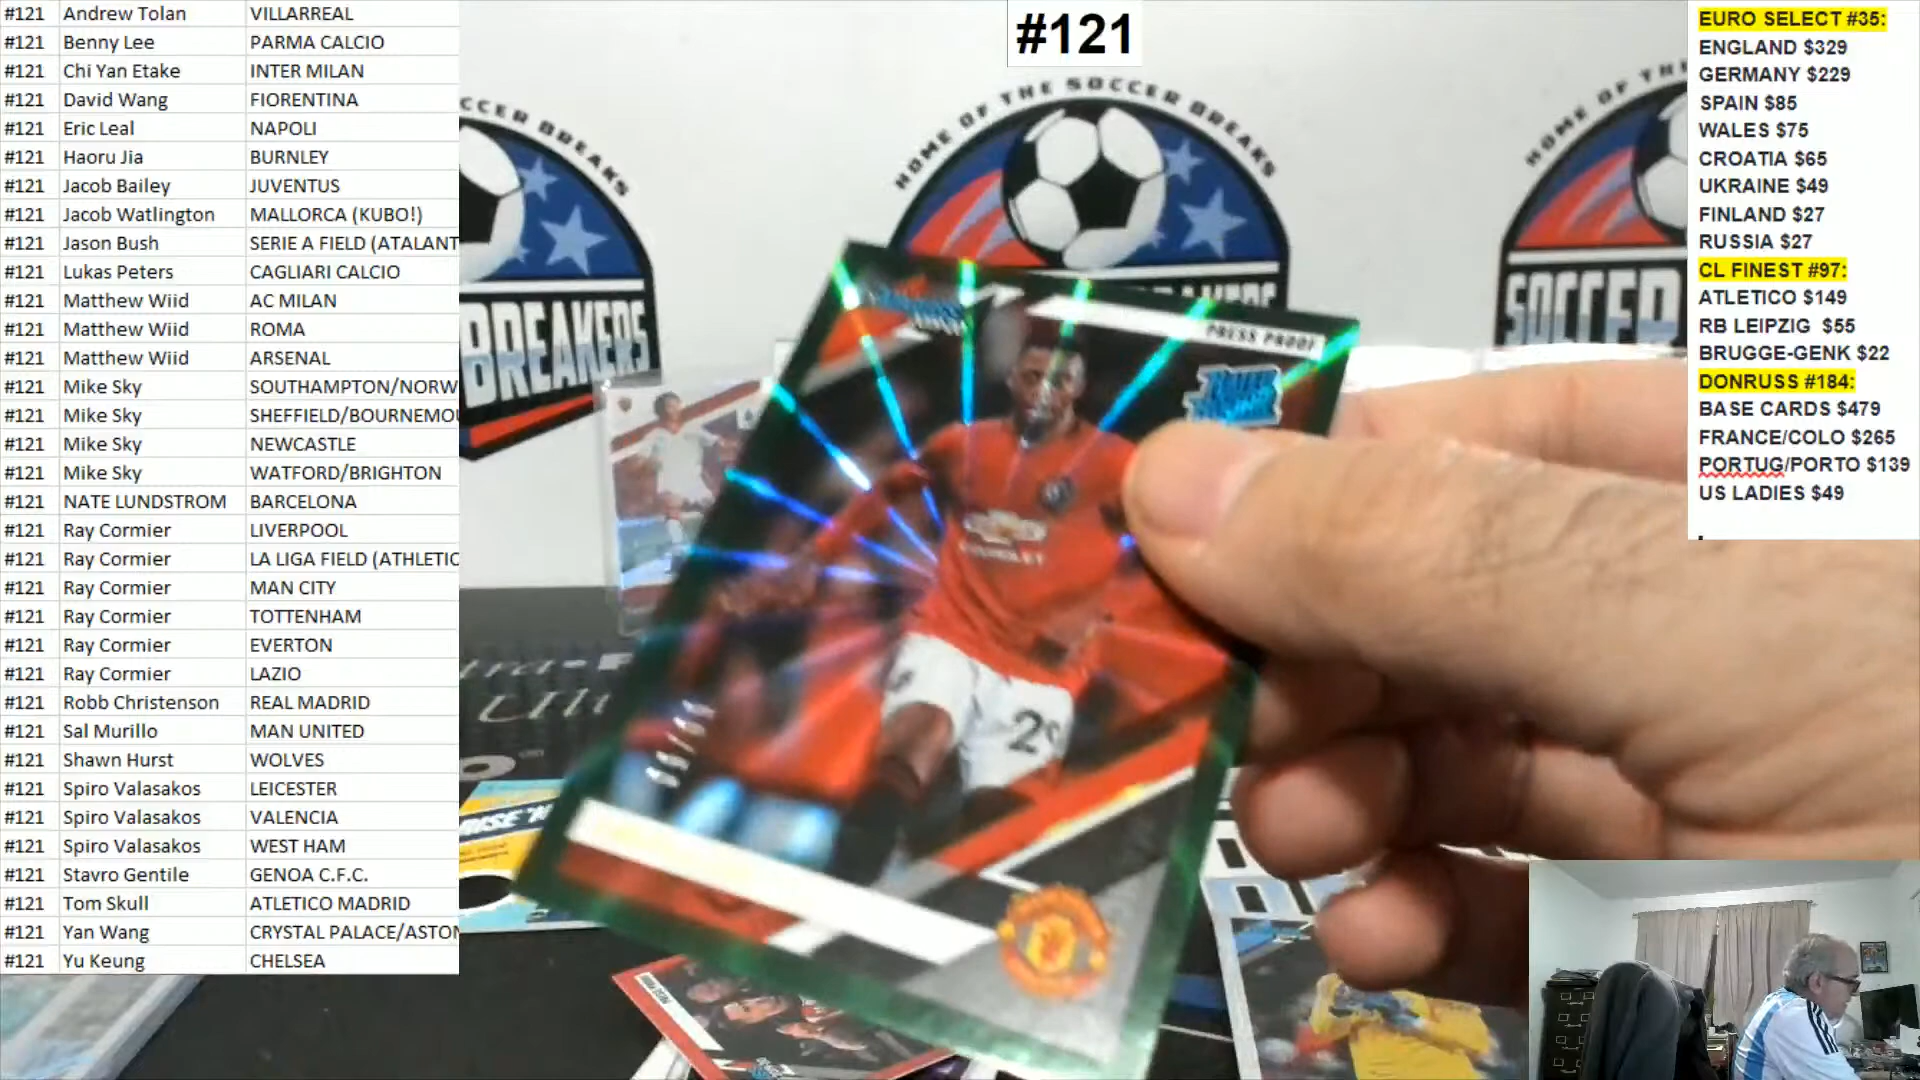 #121 Andrew Tolan VILLARREAL
#121 Benny Lee PARMA CALCIO
#121 Chi Yan Etake INTER MILAN
#121 David Wang FIORENTINA
#121 Eric Leal NAPOLI
#121 Haoru Jia BURNLEY
#121 Jacob Bailey JUVENTUS
#121 Jacob Watlington MALLORCA (KUBO!)
#121 Jason Bush SERIE A FIELD (ATALANT
#121 Lukas Peters CAGLIARI CALCIO
#121 Matthew Wiid AC MILAN
#121 Matthew Wiid ROMA
#121 Matthew Wiid ARSENAL
#121 Mike Sky SOUTHAMPTON/NORW
#121 Mike Sky SHEFFIELD/BOURNEMOU
#121 Mike Sky NEWCASTLE
#121 Mike Sky WATFORD/BRIGHTON
#121 NATE LUNDSTROM BARCELONA
#121 Ray Cormier LIVERPOOL
#121 Ray Cormier LA LIGA FIELD (ATHLETIC
#121 Ray Cormier MAN CITY
#121 Ray Cormier TOTTENHAM
#121 Ray Cormier EVERTON
#121 Ray Cormier LAZIO
#121 Robb Christenson REAL MADRID
#121 Sal Murillo MAN UNITED
#121 Shawn Hurst WOLVES
#121 Spiro Valasakos LEICESTER
#121 Spiro Valasakos VALENCIA
#121 Spiro Valasakos WEST HAM
#121 Stavro Gentile GENOA C.F.C.
#121 Tom Skull ATLETICO MADRID
#121 Yan Wang CRYSTAL PALACE/ASTON
#121 Yu Keung CHELSEA
#121
CCER BREAKS
BREAKERS
HOME OF THE SOCCER BREAKS
HOME OF THE
SOCCER
PRESS PROOF
RATED ROOKIE
CHEVROLET
EURO SELECT #35:
ENGLAND $329
GERMANY $229
SPAIN $85
WALES $75
CROATIA $65
UKRAINE $49
FINLAND $27
RUSSIA $27
CL FINEST #97:
ATLETICO $149
RB LEIPZIG $55
BRUGGE-GENK $22
DONRUSS #184:
BASE CARDS $479
FRANCE/COLO $265
PORTUG/PORTO $139
US LADIES $49